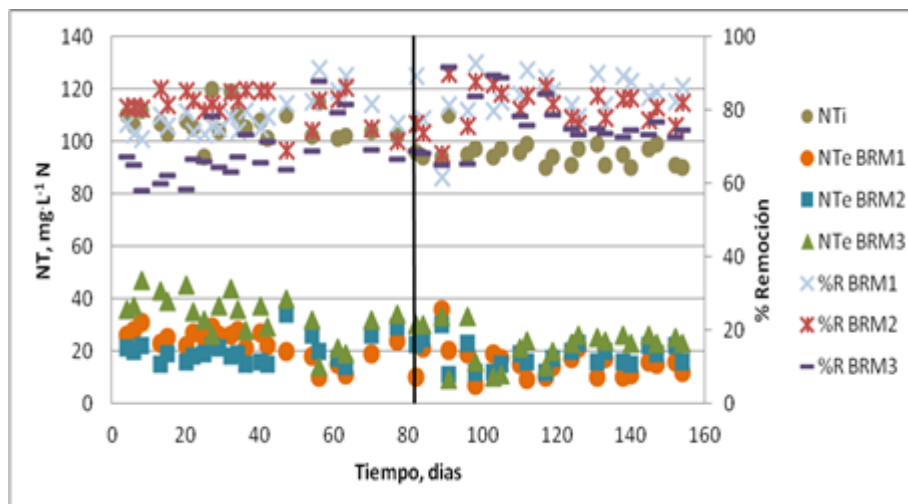 140
120
100
80
60
40
20
0
NT, mg·L⁻¹ N
0 20 40 60 80 100 120 140 160
Tiempo, dias
100
80
60
40
20
0
% Remoción
NTi
NTe BRM1
NTe BRM2
NTe BRM3
%R BRM1
%R BRM2
%R BRM3